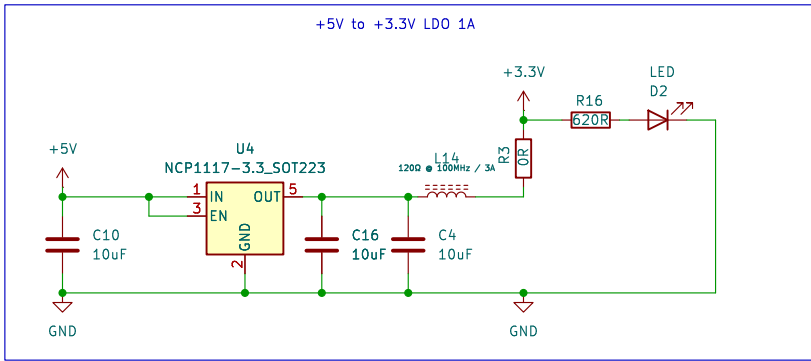 +5V to +3.3V LDO 1A
+3.3V
LED
D2
R16
620R
R3
0R
+5V
U4
NCP1117-3.3_SOT223
L14
120Ω @ 100MHz / 3A
1
IN
OUT
5
3
EN
GND
2
C10
10uF
C16
10uF
C4
10uF
GND
GND